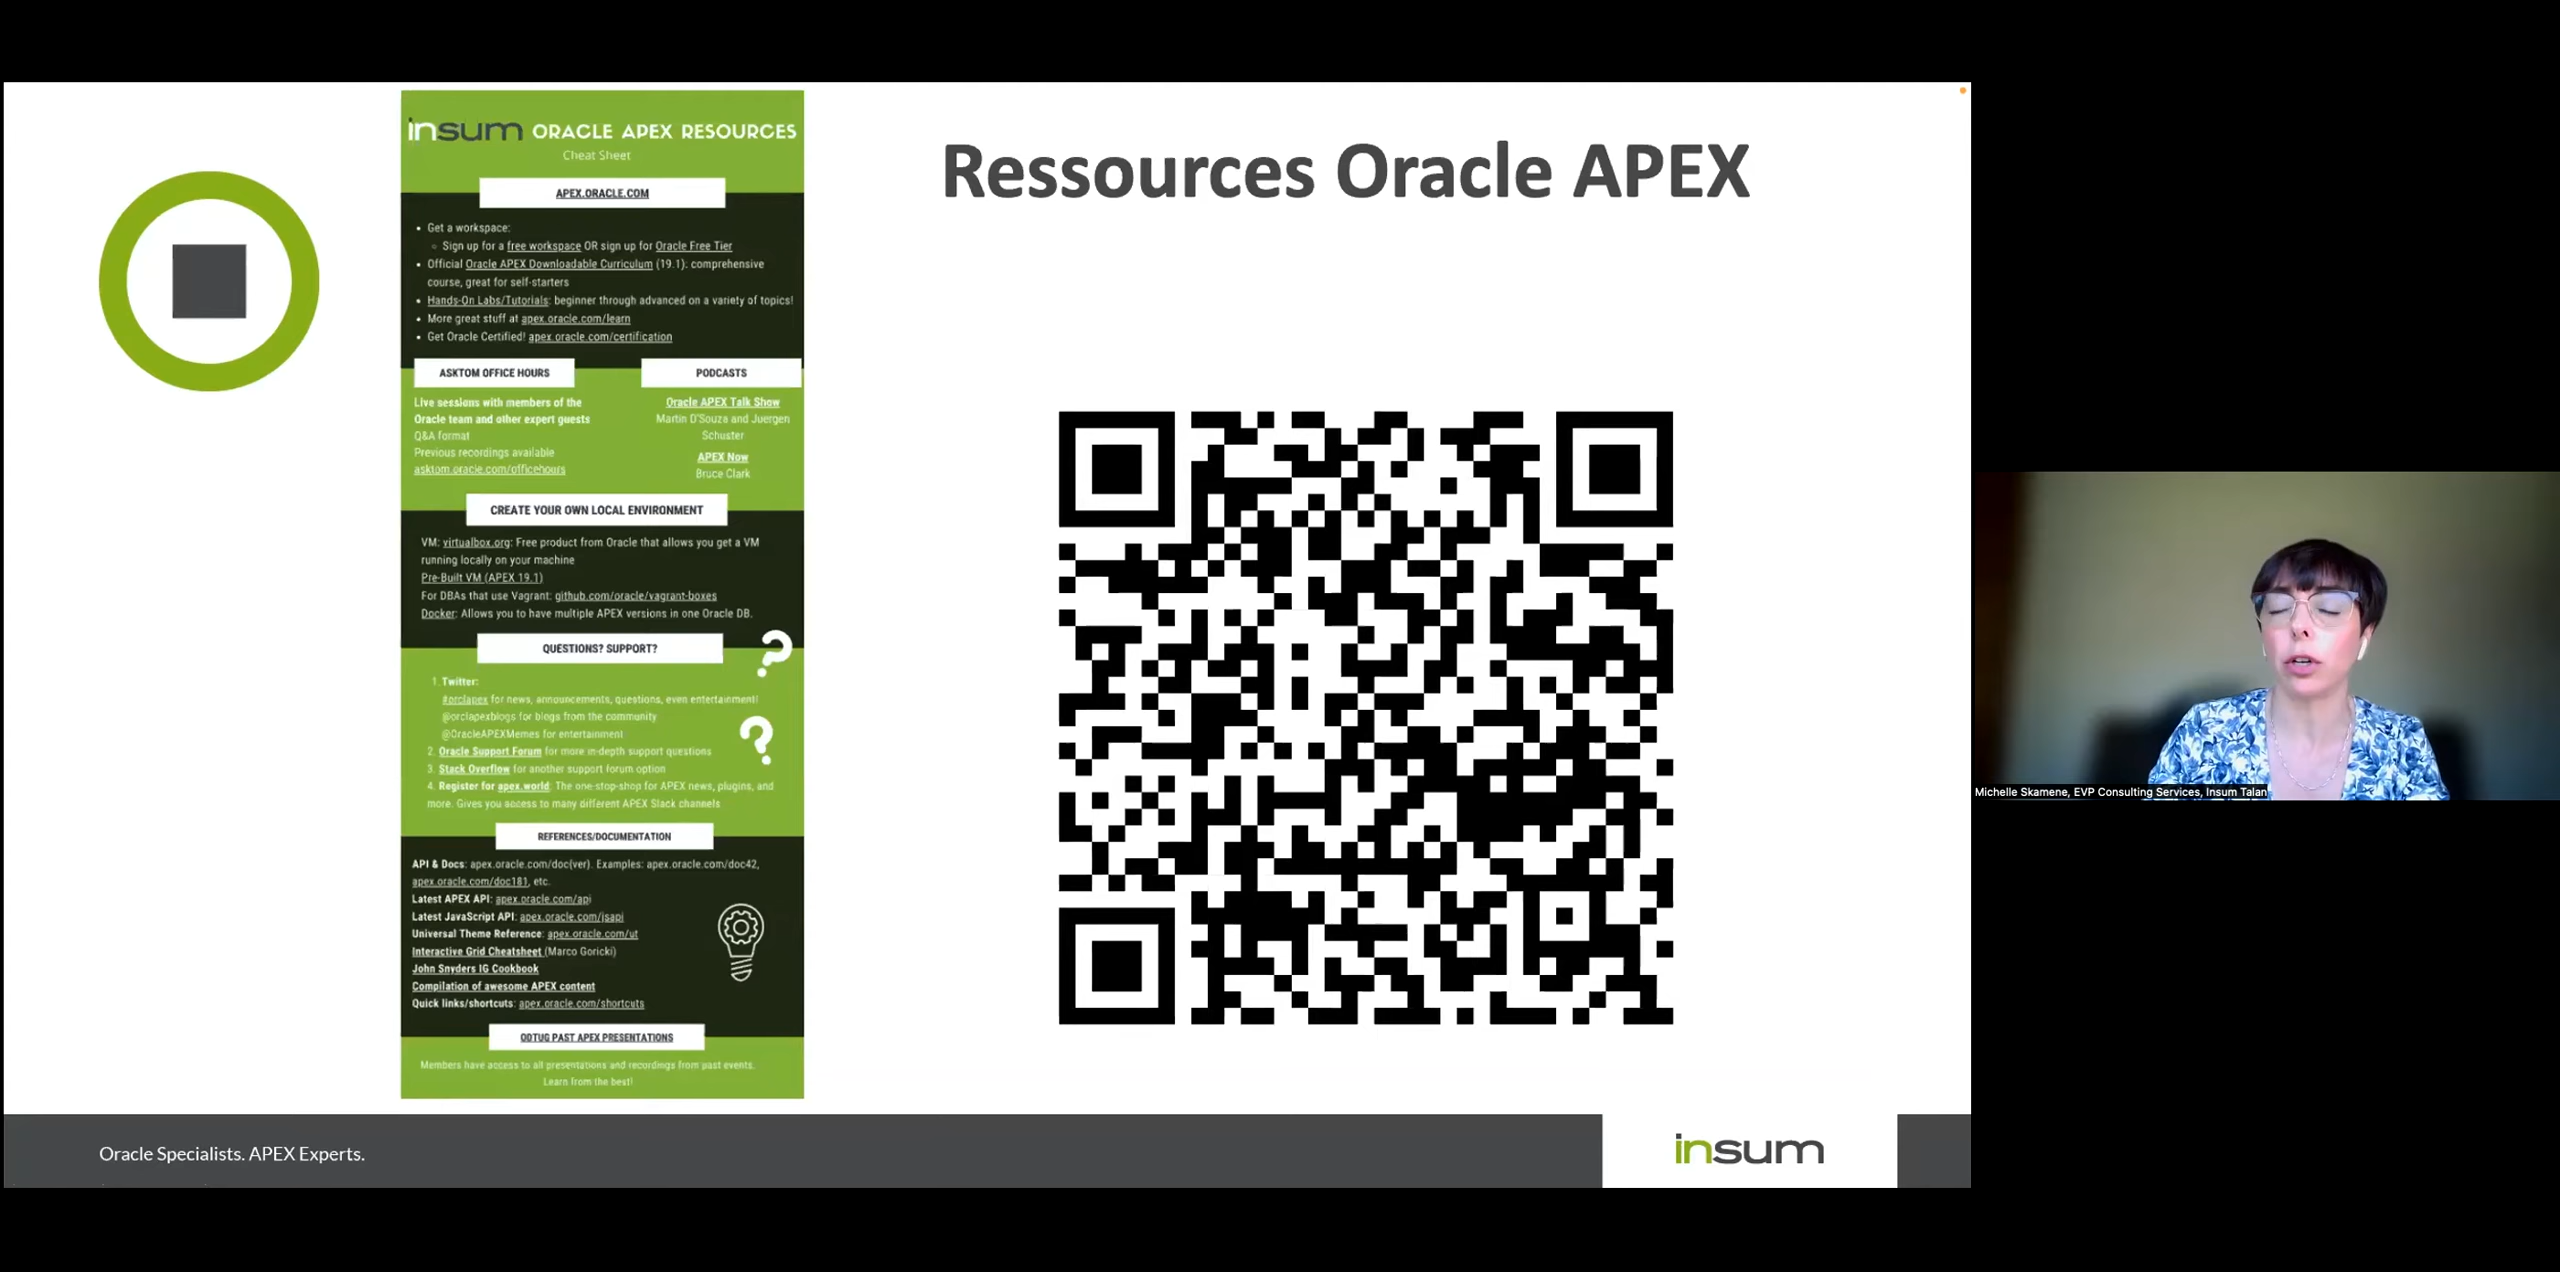 insum ORACLE APEX RESOURCES
Cheat Sheet
APEX.ORACLE.COM
• Get a workspace:
◦ Sign up for a free workspace OR sign up for Oracle Free Tier
• Official Oracle APEX Downloadable Curriculum (19.1): comprehensive
course, great for self-starters
• Hands-On Labs/Tutorials: beginner through advanced on a variety of topics!
• More great stuff at apex.oracle.com/learn
• Get Oracle Certified! apex.oracle.com/certification
ASKTOM OFFICE HOURS
Live sessions with members of the
Oracle team and other expert guests
Q&A format
Previous recordings available
asktom.oracle.com/officehours
PODCASTS
Oracle APEX Talk Show
Martin D'Souza and Juergen
Schuster
APEX Now
Bruce Clark
CREATE YOUR OWN LOCAL ENVIRONMENT
VM: virtualbox.org: Free product from Oracle that allows you get a VM
running locally on your machine
Pre-Built VM (APEX 19.1)
For DBAs that use Vagrant: github.com/oracle/vagrant-boxes
Docker: Allows you to have multiple APEX versions in one Oracle DB.
QUESTIONS? SUPPORT?
?
1. Twitter:
#orclapex for news, announcements, questions, even entertainment!
@orclapexblogs for blogs from the community
@OracleAPEXMemes for entertainment
?
2. Oracle Support Forum for more in-depth support questions
3. Stack Overflow for another support forum option
4. Register for apex.world: The one-stop-shop for APEX news, plugins, and
more. Gives you access to many different APEX Slack channels
REFERENCES/DOCUMENTATION
API & Docs: apex.oracle.com/doc(ver). Examples: apex.oracle.com/doc42,
apex.oracle.com/doc181, etc.
Latest APEX API: apex.oracle.com/api
Latest JavaScript API: apex.oracle.com/jsapi
Universal Theme Reference: apex.oracle.com/ut
Interactive Grid Cheatsheet (Marco Goricki)
John Snyders IG Cookbook
Compilation of awesome APEX content
Quick links/shortcuts: apex.oracle.com/shortcuts
ODTUG PAST APEX PRESENTATIONS
Members have access to all presentations and recordings from past events.
Learn from the best!
Ressources Oracle APEX
Michelle Skamene, EVP Consulting Services, Insum Talan
Oracle Specialists. APEX Experts.
insum